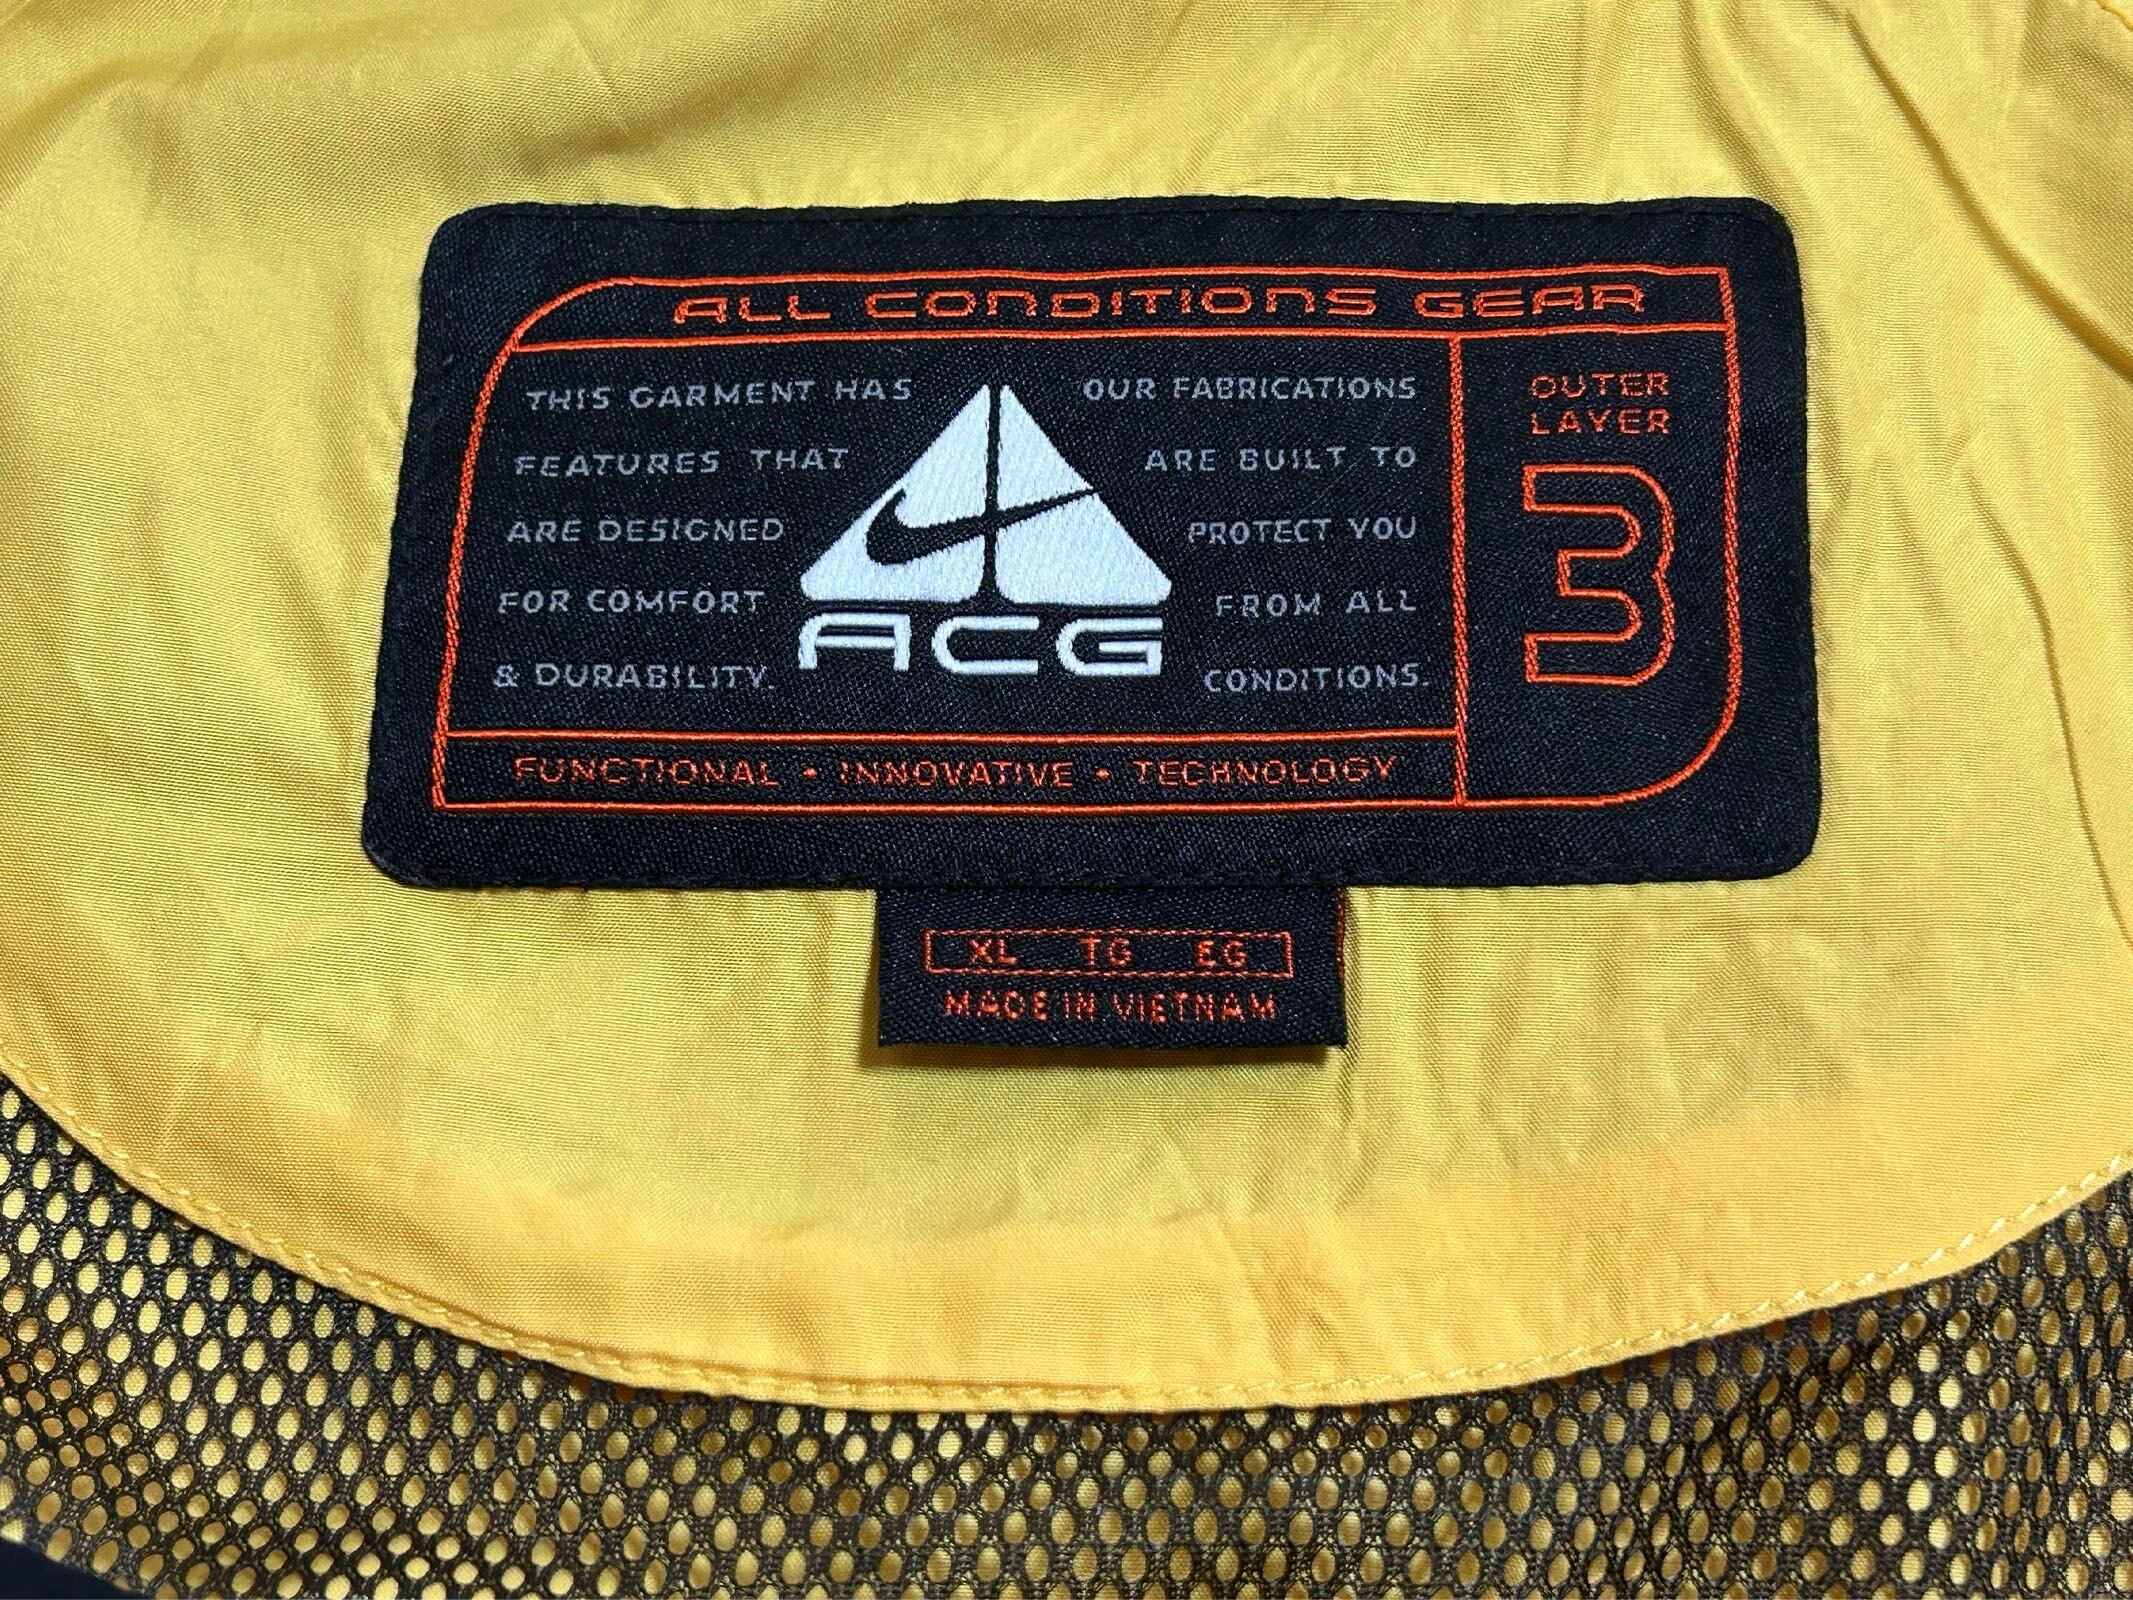 ALL CONDITIONS GEAR
THIS GARMENT HAS
FEATURES THAT
ARE DESIGNED
FOR COMFORT
& DURABILITY.
ACG
OUR FABRICATIONS
ARE BUILT TO
PROTECT YOU
FROM ALL
CONDITIONS.
OUTER
LAYER
3
FUNCTIONAL • INNOVATIVE • TECHNOLOGY
XL TG EG
MADE IN VIETNAM